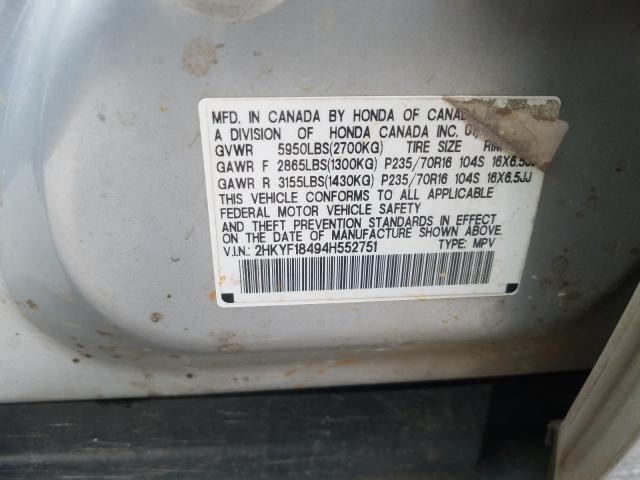 MFD. IN CANADA BY HONDA OF CANADA
A DIVISION OF HONDA CANADA INC. 01/
GVWR 5950LBS(2700KG) TIRE SIZE RIM
GAWR F 2865LBS(1300KG) P235/70R16 104S 16X6.5JJ
GAWR R 3155LBS(1430KG) P235/70R16 104S 16X6.5JJ
THIS VEHICLE CONFORMS TO ALL APPLICABLE
FEDERAL MOTOR VEHICLE SAFETY
AND THEFT PREVENTION STANDARDS IN EFFECT
ON THE DATE OF MANUFACTURE SHOWN ABOVE.
V.I.N.: 2HKYF18494H552751 TYPE: MPV